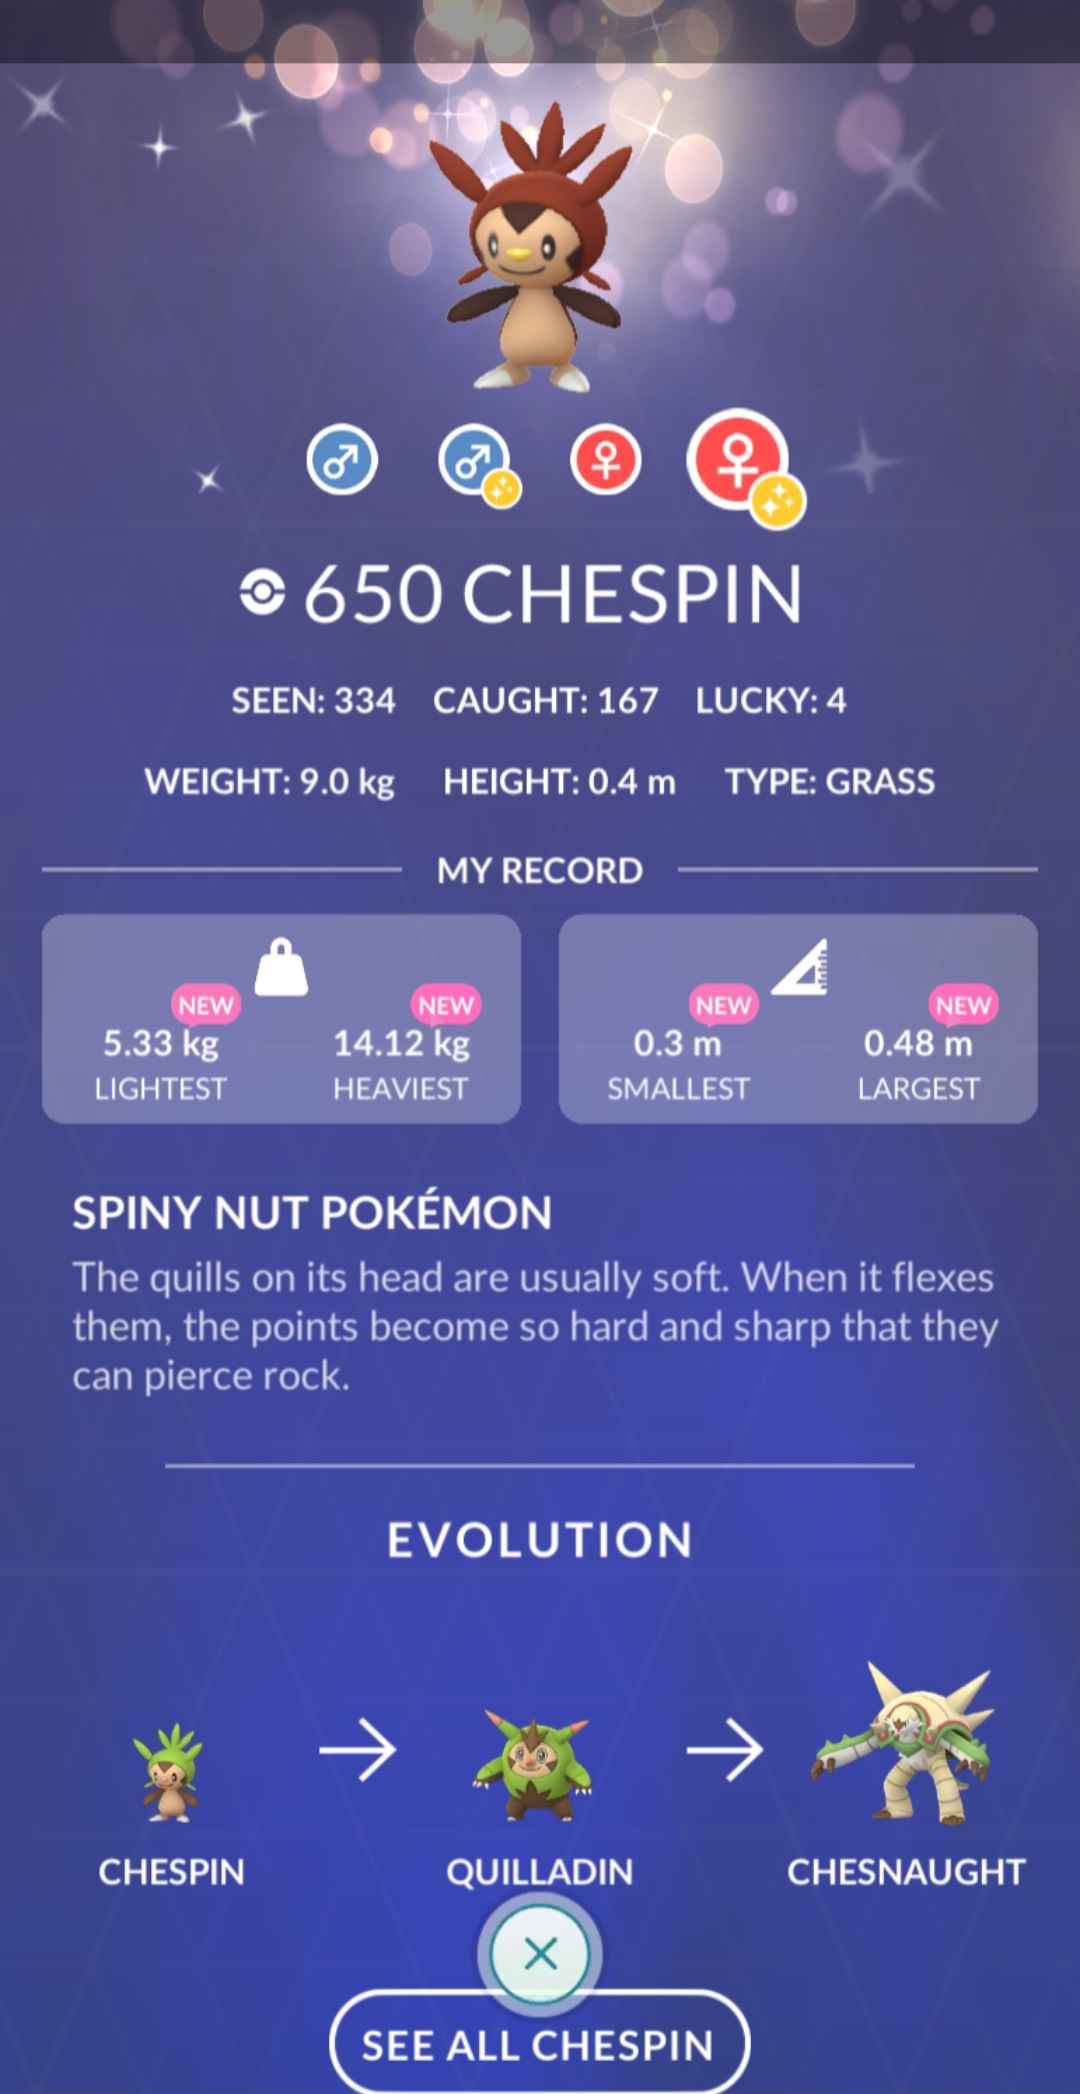 650 CHESPIN
SEEN: 334 CAUGHT: 167 LUCKY: 4
WEIGHT: 9.0 kg HEIGHT: 0.4 m TYPE: GRASS
MY RECORD
NEW NEW NEW NEW
5.33 kg 14.12 kg 0.3 m 0.48 m
LIGHTEST HEAVIEST SMALLEST LARGEST
SPINY NUT POKÉMON
The quills on its head are usually soft. When it flexes
them, the points become so hard and sharp that they
can pierce rock.
EVOLUTION
CHESPIN QUILLADIN CHESNAUGHT
SEE ALL CHESPIN